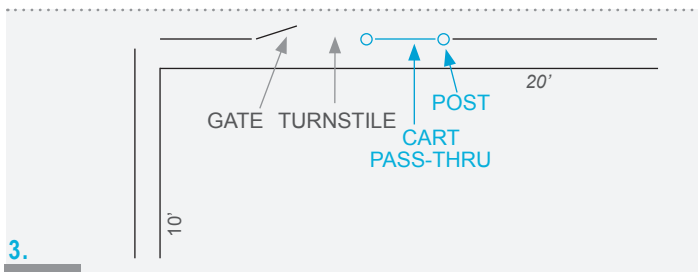 20’
GATE TURNSTILE
POST
CART
PASS-THRU
10’
3.